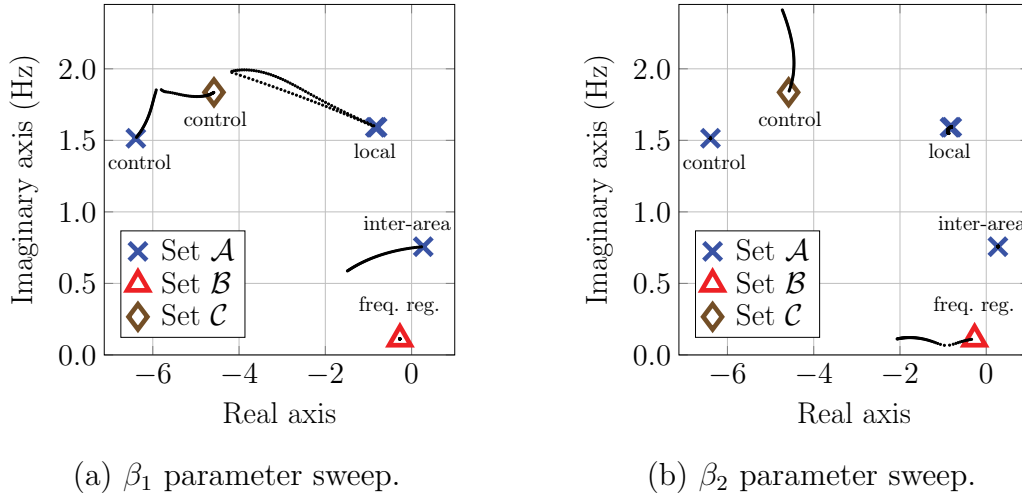 2.0
1.5
1.0
0.5
0.0
Imaginary axis (Hz)
control
control
local
inter-area
freq. reg.
Set 𝒜
Set ℬ
Set 𝒞
−6
−4
−2
0
Real axis
(a) β₁ parameter sweep.
2.0
1.5
1.0
0.5
0.0
Imaginary axis (Hz)
control
control
local
inter-area
freq. reg.
Set 𝒜
Set ℬ
Set 𝒞
−6
−4
−2
0
Real axis
(b) β₂ parameter sweep.